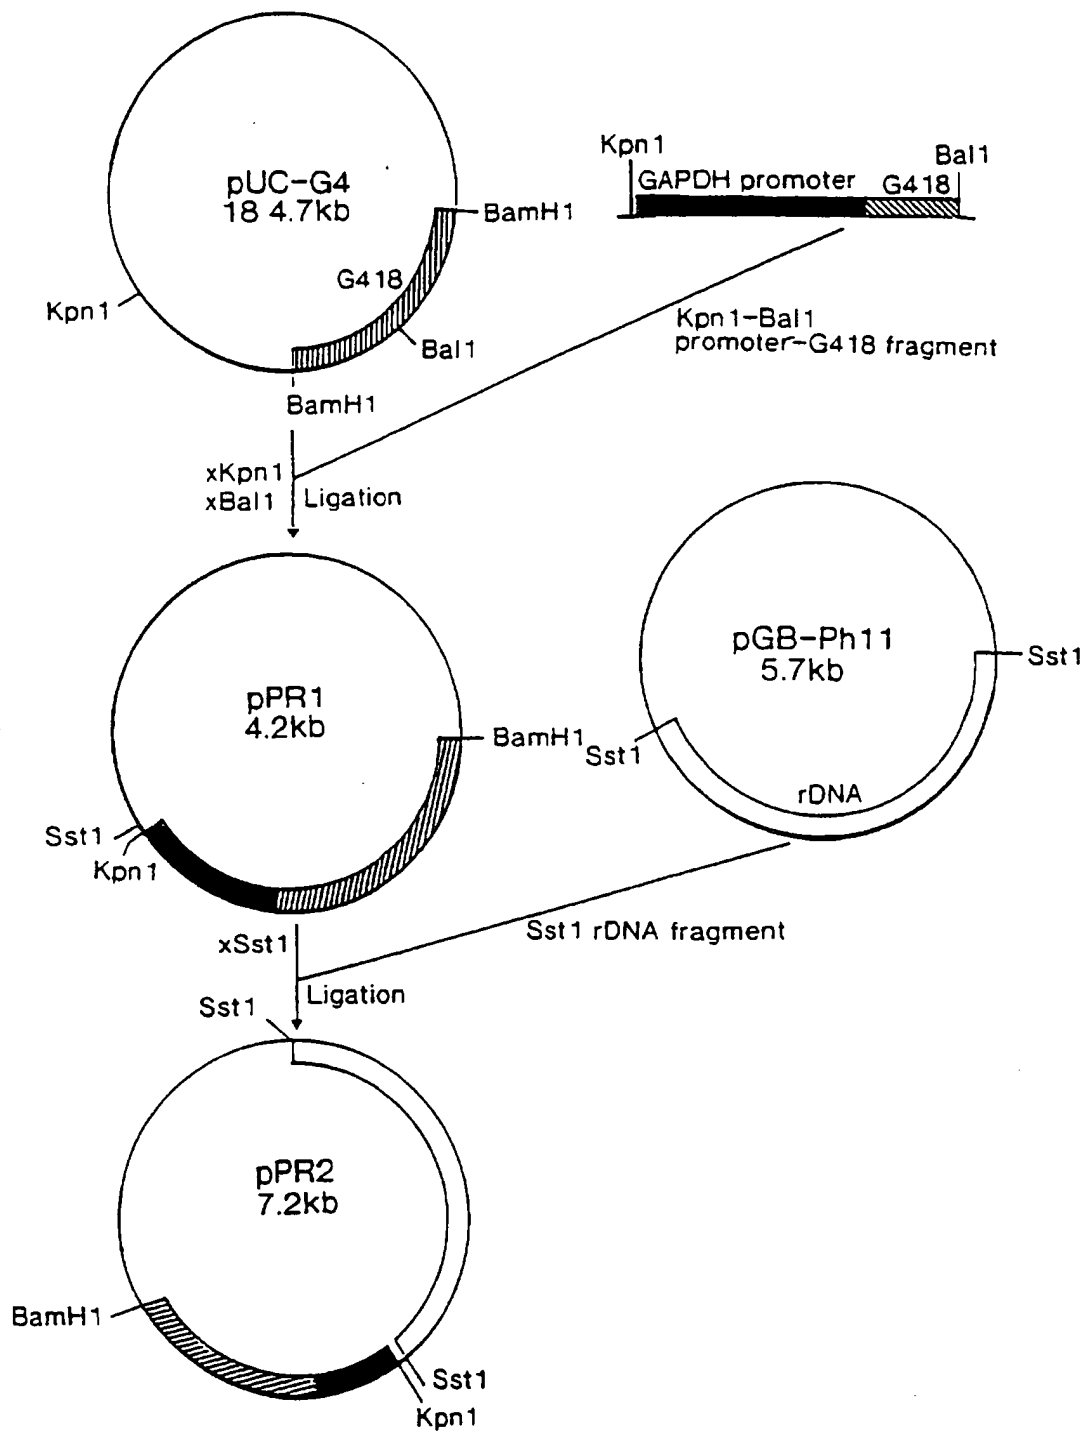 pUC-G4
18 4.7kb
BamH1
G418
Kpn1
Bal1
BamH1
Kpn1
Bal1
GAPDH promoter
G418
Kpn1-Bal1
promoter-G418 fragment
xKpn1
xBal1
Ligation
pPR1
4.2kb
BamH1
Sst1
Kpn1
pGB-Ph11
5.7kb
Sst1
Sst1
rDNA
xSst1
Sst1 rDNA fragment
Ligation
Sst1
pPR2
7.2kb
BamH1
Sst1
Kpn1